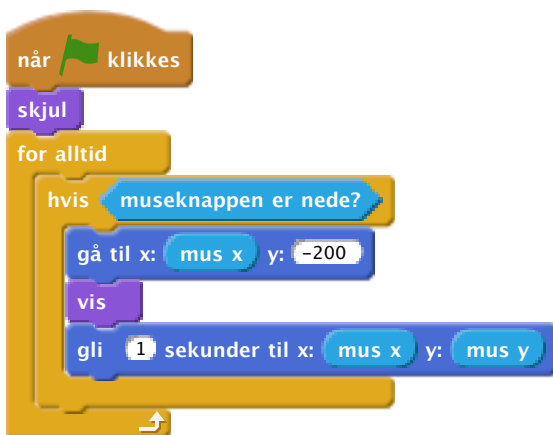 når klikkes
skjul
for alltid
hvis museknappen er nede?
gå til x: mus x y: -200
vis
gli 1 sekunder til x: mus x y: mus y